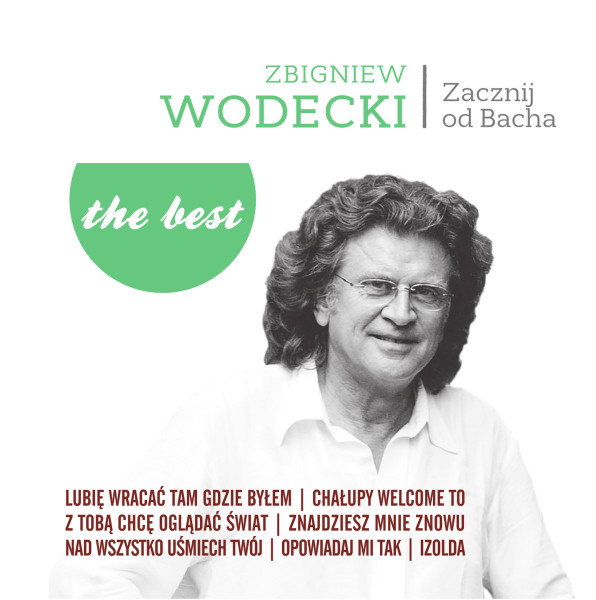 ZBIGNIEW
WODECKI
Zacznij
od Bacha
the best
LUBIĘ WRACAĆ TAM GDZIE BYŁEM | CHAŁUPY WELCOME TO
Z TOBĄ CHCĘ OGLĄDAĆ ŚWIAT | ZNAJDZIESZ MNIE ZNOWU
NAD WSZYSTKO UŚMIECH TWÓJ | OPOWIADAJ MI TAK | IZOLDA